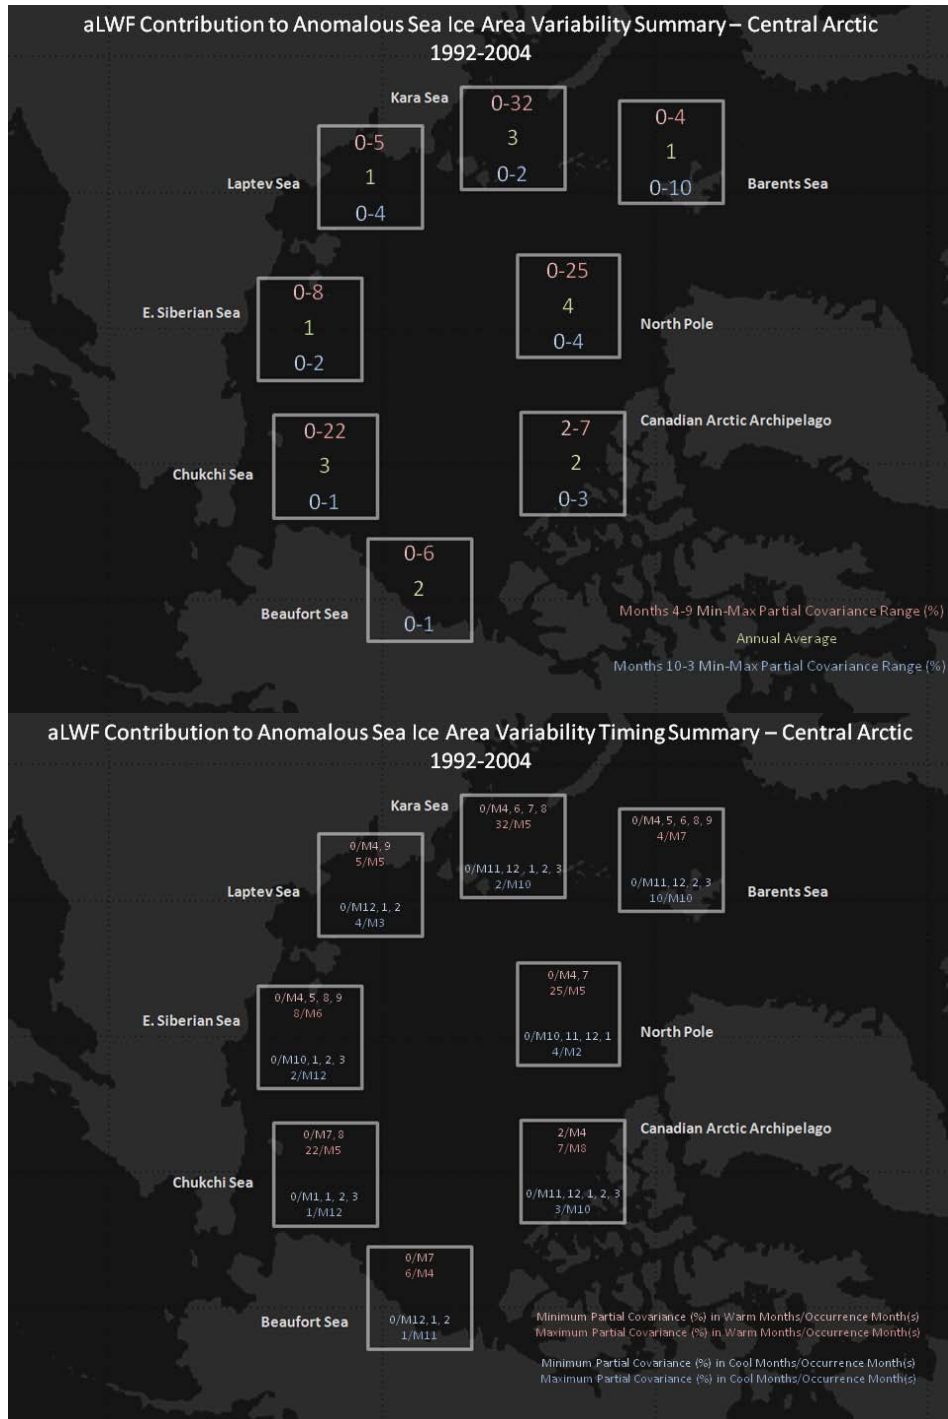 aLWF Contribution to Anomalous Sea Ice Area Variability Summary – Central Arctic
1992-2004
Kara Sea
0-32
3
0-2
0-4
1
0-10
Barents Sea
0-5
1
0-4
Laptev Sea
0-25
4
0-4
North Pole
E. Siberian Sea
0-8
1
0-2
Canadian Arctic Archipelago
2-7
2
0-3
Chukchi Sea
0-22
3
0-1
Beaufort Sea
0-6
2
0-1
Months 4-9 Min-Max Partial Covariance Range (%)
Annual Average
Months 10-3 Min-Max Partial Covariance Range (%)
aLWF Contribution to Anomalous Sea Ice Area Variability Timing Summary – Central Arctic
1992-2004
Kara Sea
0/M4, 6, 7, 8
32/M5
0/M11, 12 , 1, 2, 3
2/M10
0/M4, 5, 6, 8, 9
4/M7
0/M11, 12, 2, 3
10/M10
Barents Sea
0/M4, 9
5/M5
0/M12, 1, 2
4/M3
Laptev Sea
0/M4, 7
25/M5
0/M10, 11, 12, 1
4/M2
North Pole
E. Siberian Sea
0/M4, 5, 8, 9
8/M6
0/M10, 1, 2, 3
2/M12
Canadian Arctic Archipelago
2/M4
7/M8
0/M11, 12, 1, 2, 3
3/M10
Chukchi Sea
0/M7, 8
22/M5
0/M1, 1, 2, 3
1/M12
Beaufort Sea
0/M7
6/M4
0/M12, 1, 2
1/M11
Minimum Partial Covariance (%) in Warm Months/Occurrence Month(s)
Maximum Partial Covariance (%) in Warm Months/Occurrence Month(s)
Minimum Partial Covariance (%) in Cool Months/Occurrence Month(s)
Maximum Partial Covariance (%) in Cool Months/Occurrence Month(s)